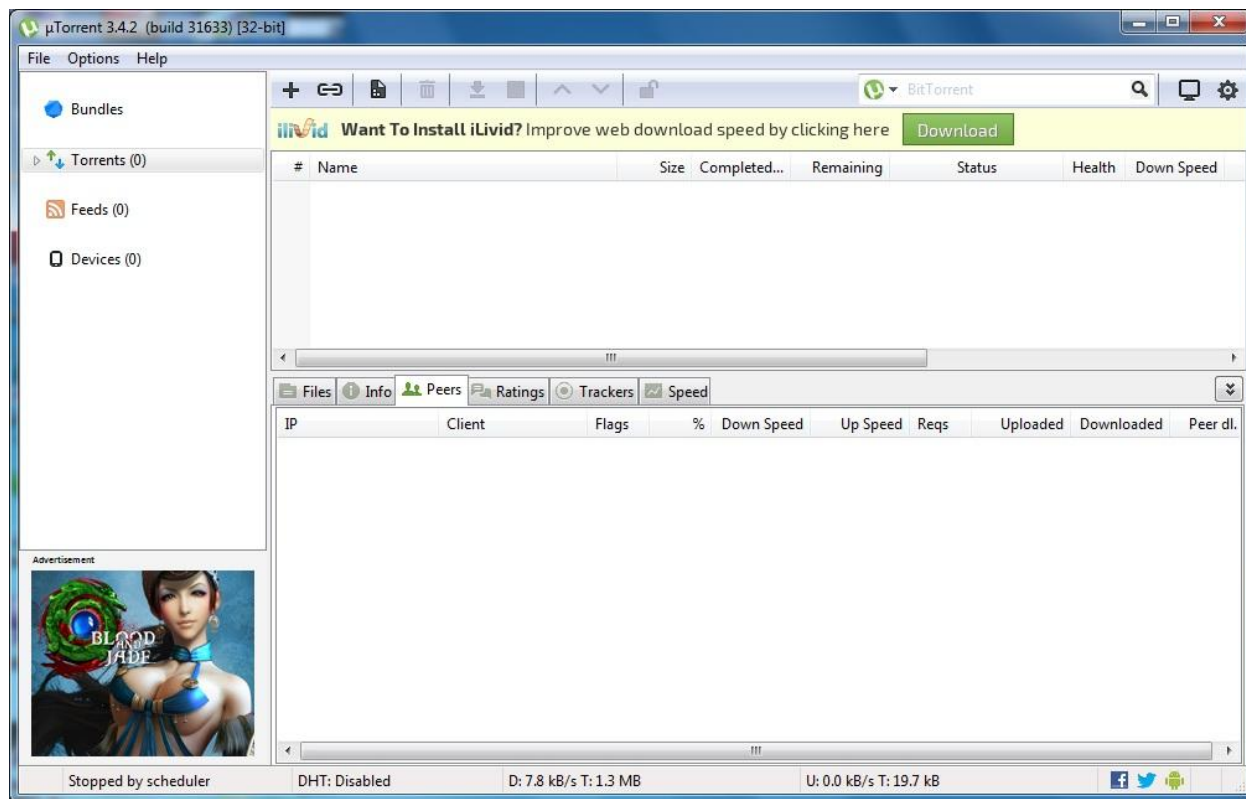 µTorrent 3.4.2 (build 31633) [32-bit]
File Options Help
Bundles
Torrents (0)
Feeds (0)
Devices (0)
BitTorrent
iLivid Want To Install iLivid? Improve web download speed by clicking here Download
# Name Size Completed... Remaining Status Health Down Speed
Files Info Peers Ratings Trackers Speed
IP Client Flags % Down Speed Up Speed Reqs Uploaded Downloaded Peer dl.
Advertisement
BLOOD
AND
JADE
Stopped by scheduler DHT: Disabled D: 7.8 kB/s T: 1.3 MB U: 0.0 kB/s T: 19.7 kB